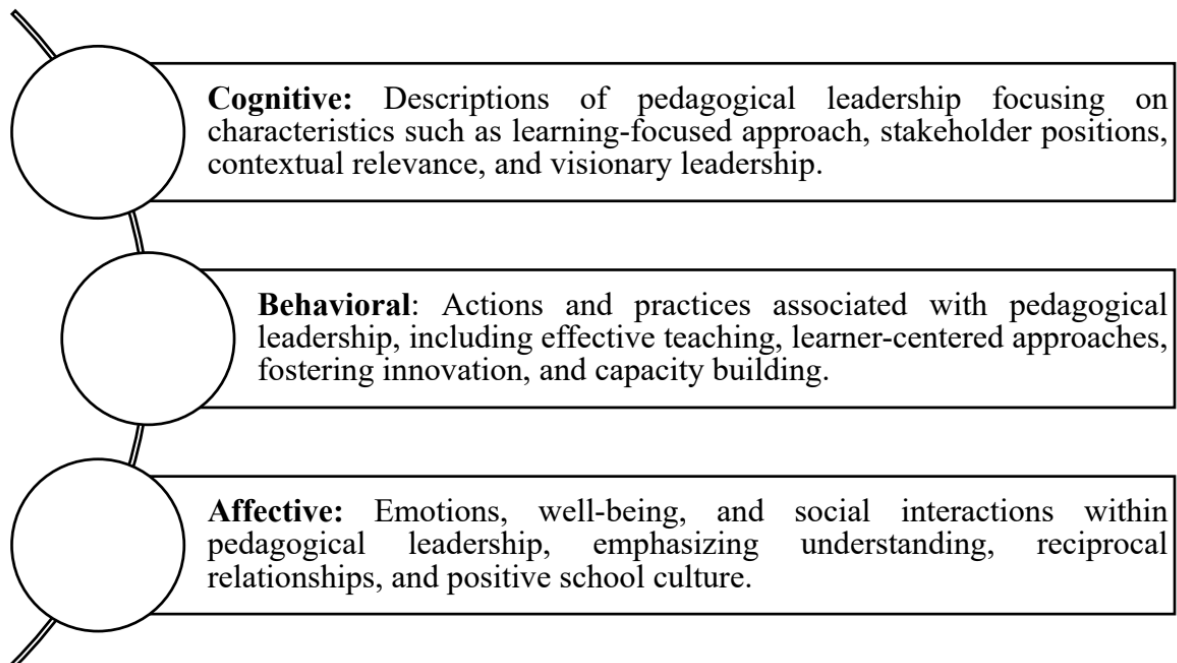 Cognitive: Descriptions of pedagogical leadership focusing on
characteristics such as learning-focused approach, stakeholder positions,
contextual relevance, and visionary leadership.
Behavioral: Actions and practices associated with pedagogical
leadership, including effective teaching, learner-centered approaches,
fostering innovation, and capacity building.
Affective: Emotions, well-being, and social interactions within
pedagogical leadership, emphasizing understanding, reciprocal
relationships, and positive school culture.